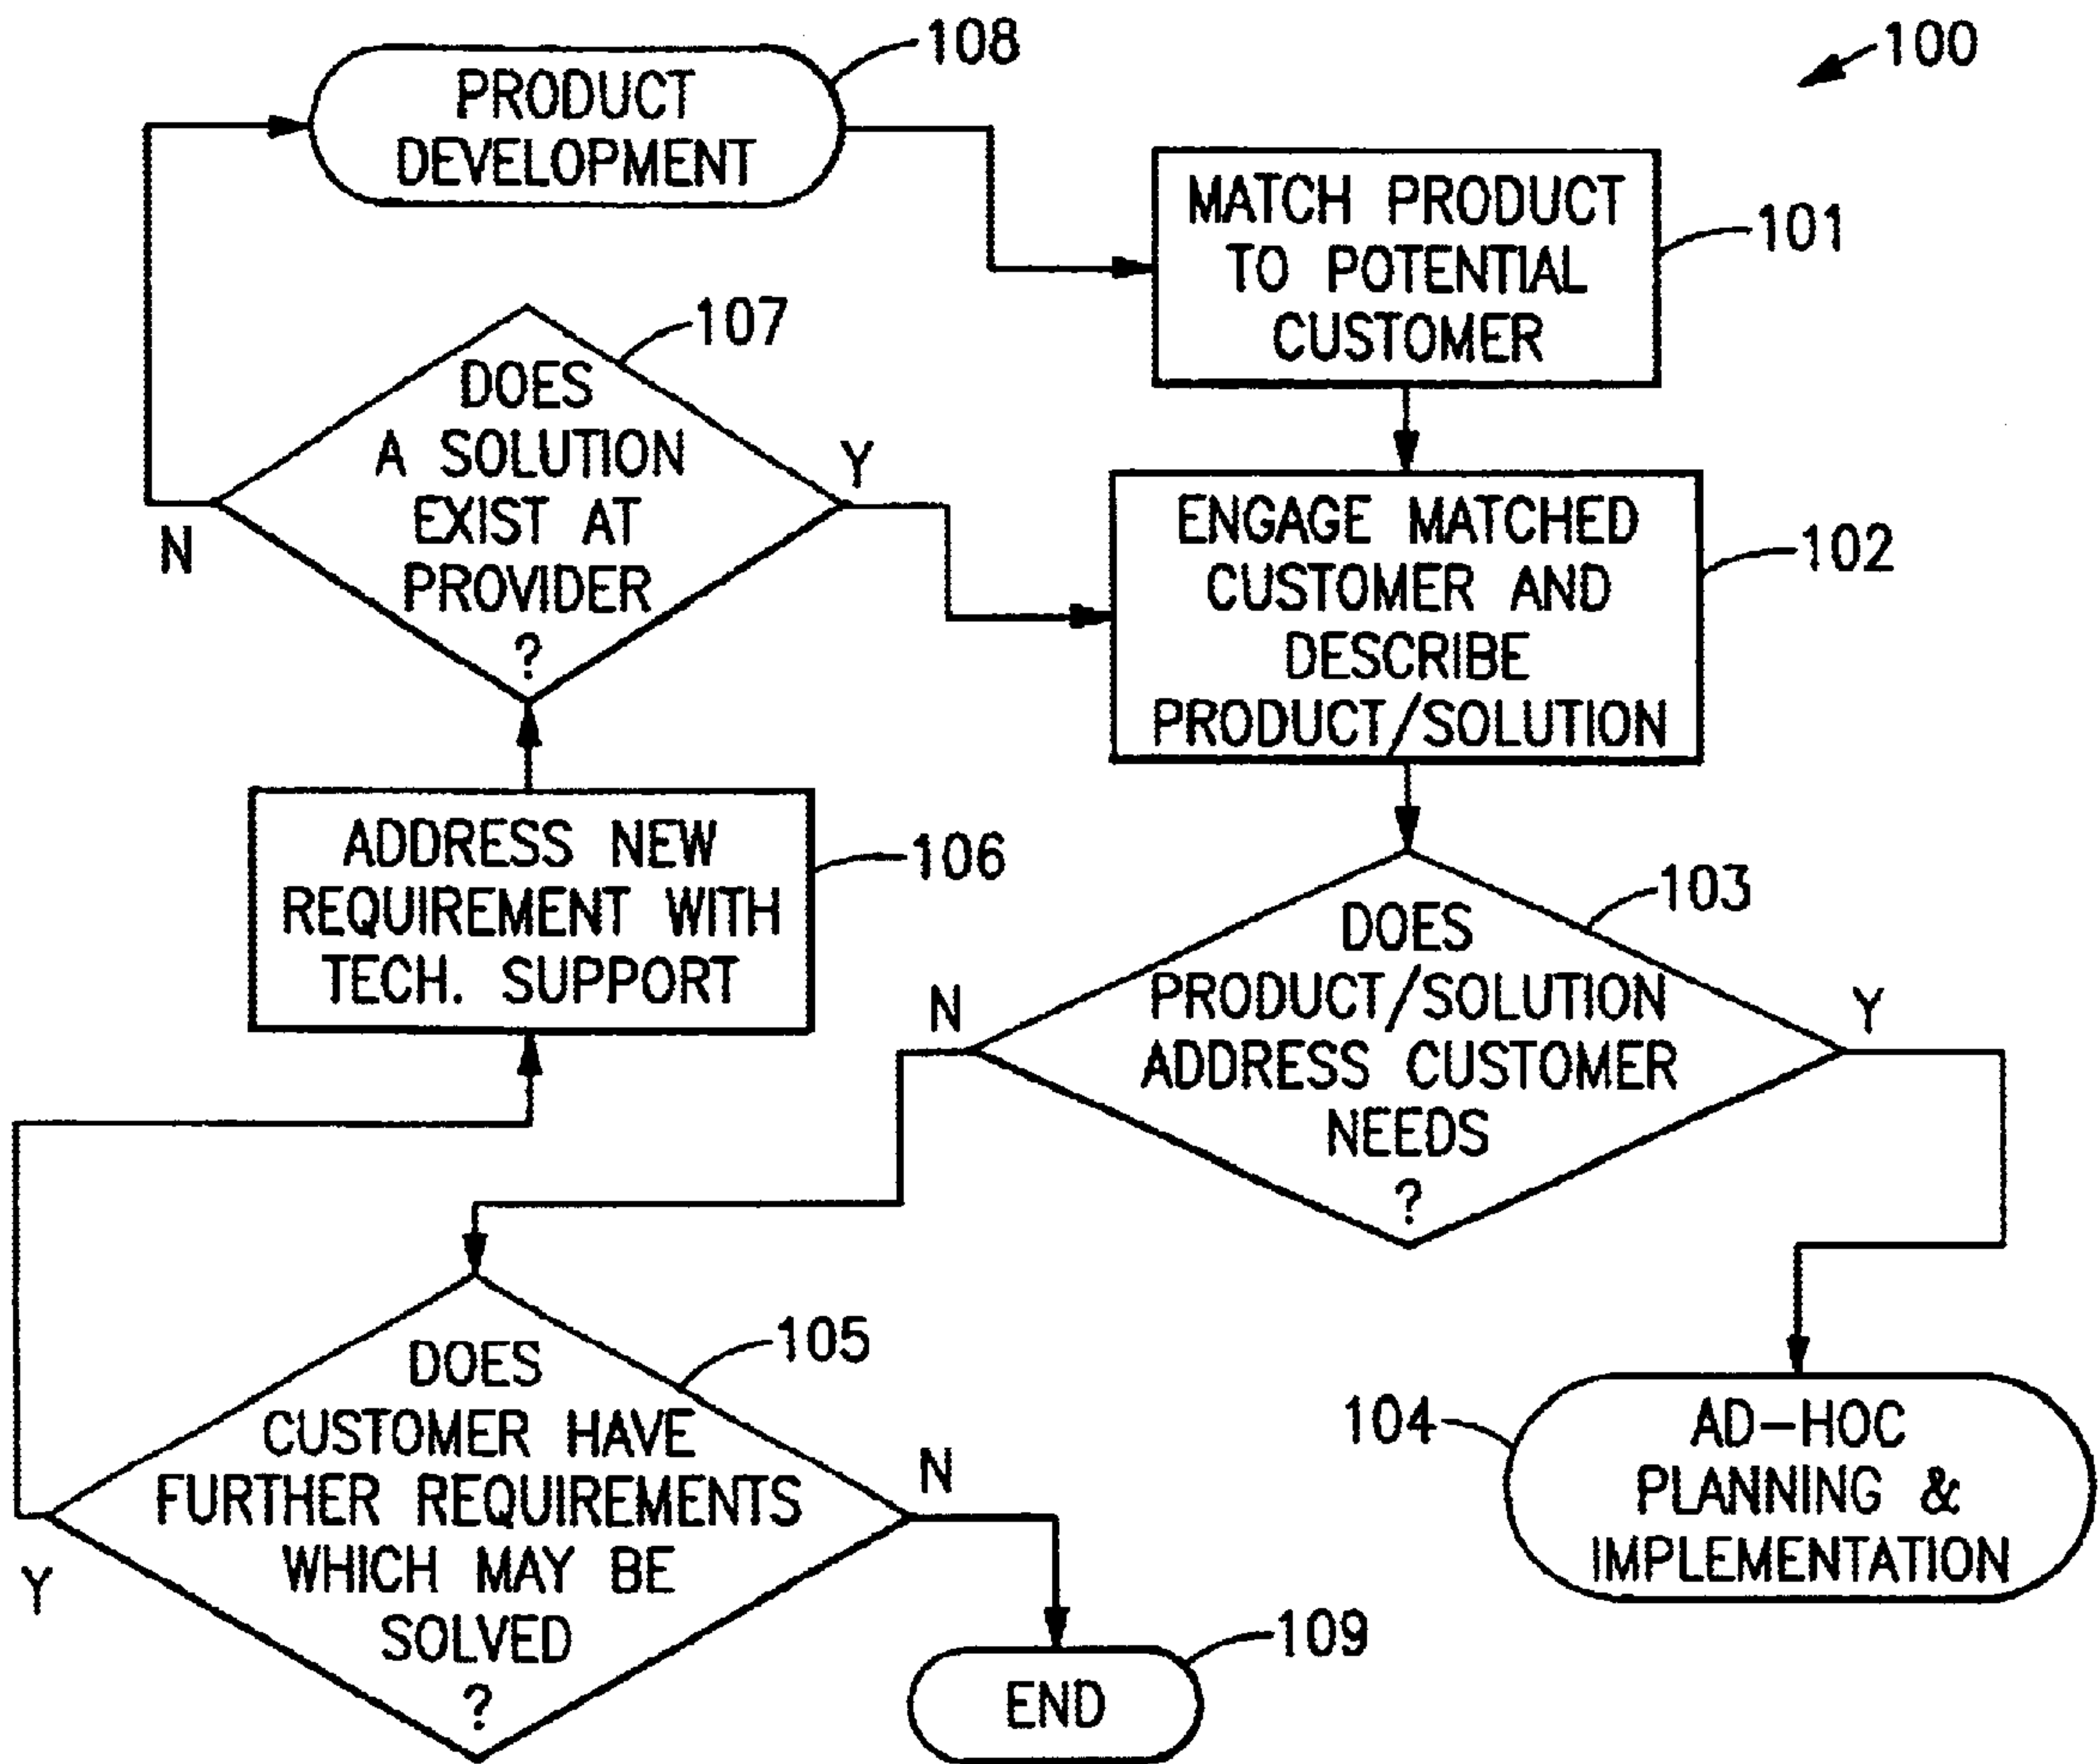 108
PRODUCT
DEVELOPMENT
100
MATCH PRODUCT
TO POTENTIAL
CUSTOMER
101
107
DOES
A SOLUTION
EXIST AT
PROVIDER
?
Y
N
ENGAGE MATCHED
CUSTOMER AND
DESCRIBE
PRODUCT/SOLUTION
102
ADDRESS NEW
REQUIREMENT WITH
TECH. SUPPORT
106
103
DOES
PRODUCT/SOLUTION
ADDRESS CUSTOMER
NEEDS
?
N
Y
105
DOES
CUSTOMER HAVE
FURTHER REQUIREMENTS
WHICH MAY BE
SOLVED
?
N
Y
104
AD-HOC
PLANNING &
IMPLEMENTATION
109
END